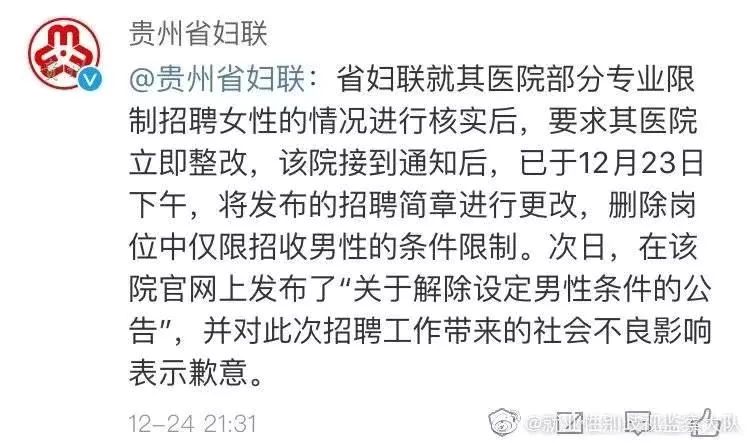 贵州省妇联
@贵州省妇联：省妇联就其医院部分专业限
制招聘女性的情况进行核实后，要求其医院
立即整改，该院接到通知后，已于12月23日
下午，将发布的招聘简章进行更改，删除岗
位中仅限招收男性的条件限制。次日，在该
院官网上发布了“关于解除设定男性条件的公
告”，并对此次招聘工作带来的社会不良影响
表示歉意。
12-24 21:31
@就业性别歧视监察大队